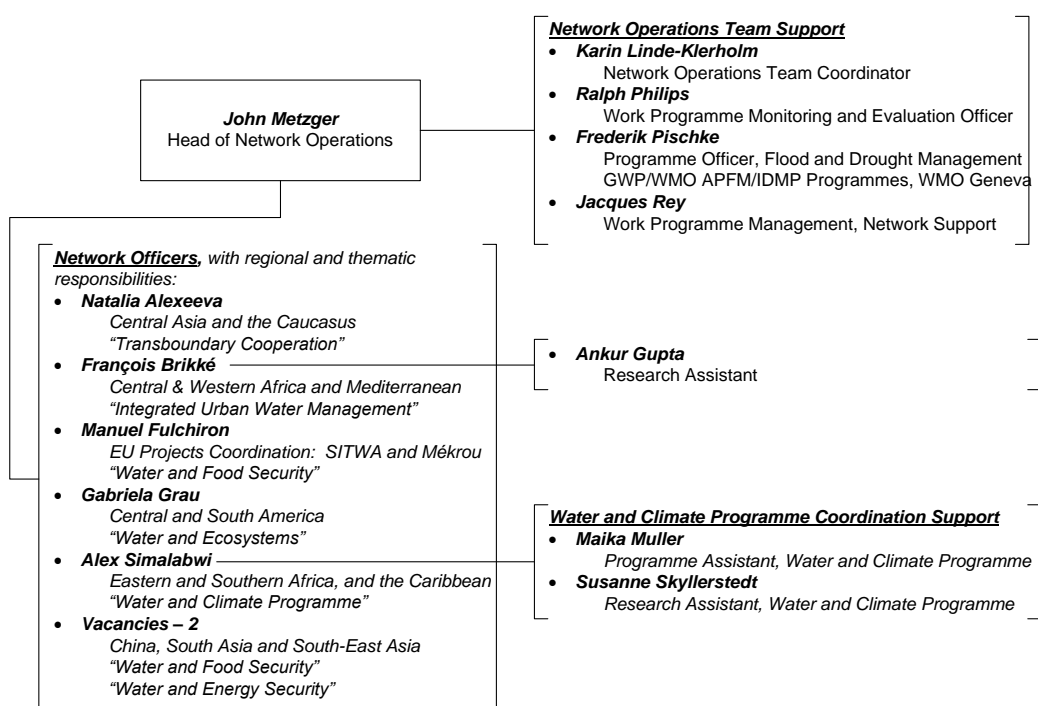 John Metzger
Head of Network Operations
Network Operations Team Support
• Karin Linde-Klerholm
Network Operations Team Coordinator
• Ralph Philips
Work Programme Monitoring and Evaluation Officer
• Frederik Pischke
Programme Officer, Flood and Drought Management
GWP/WMO APFM/IDMP Programmes, WMO Geneva
• Jacques Rey
Work Programme Management, Network Support
Network Officers, with regional and thematic
responsibilities:
• Natalia Alexeeva
Central Asia and the Caucasus
“Transboundary Cooperation”
• François Brikké
Central & Western Africa and Mediterranean
“Integrated Urban Water Management”
• Manuel Fulchiron
EU Projects Coordination: SITWA and Mékrou
“Water and Food Security”
• Gabriela Grau
Central and South America
“Water and Ecosystems”
• Alex Simalabwi
Eastern and Southern Africa, and the Caribbean
“Water and Climate Programme”
• Vacancies – 2
China, South Asia and South-East Asia
“Water and Food Security”
“Water and Energy Security”
• Ankur Gupta
Research Assistant
Water and Climate Programme Coordination Support
• Maika Muller
Programme Assistant, Water and Climate Programme
• Susanne Skyllerstedt
Research Assistant, Water and Climate Programme